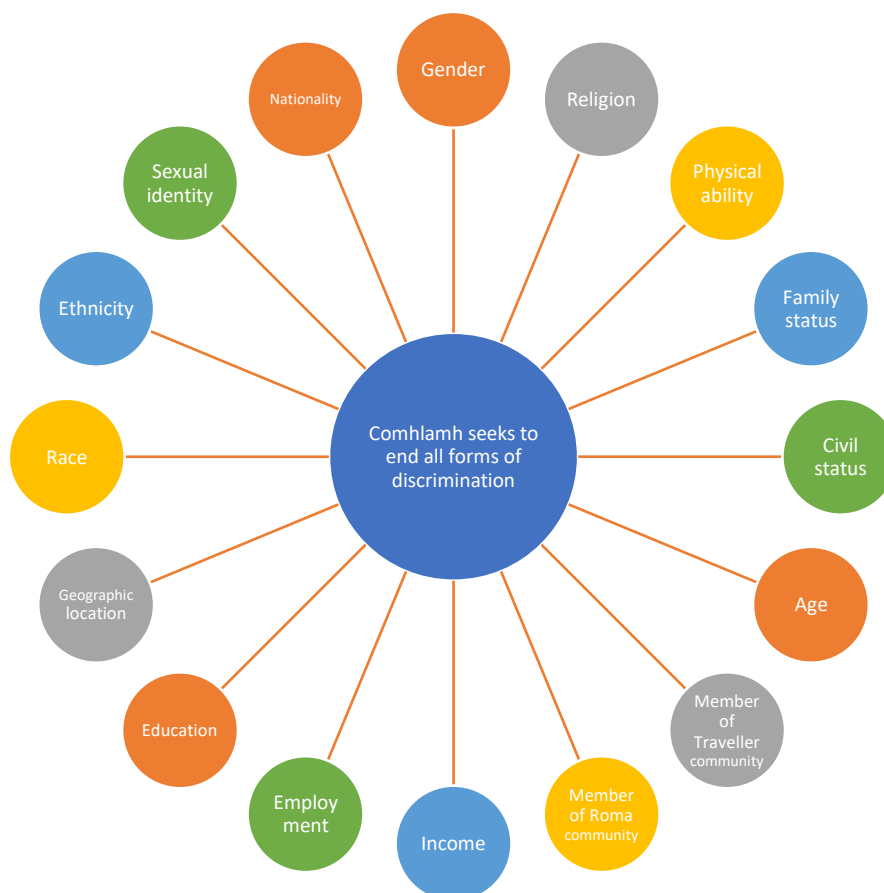 Gender
Religion
Physical
ability
Family
status
Civil
status
Age
Member
of
Traveller
community
Member
of Roma
community
Income
Employ
ment
Education
Geographic
location
Race
Ethnicity
Sexual
identity
Nationality
Comhlamh seeks to
end all forms of
discrimination